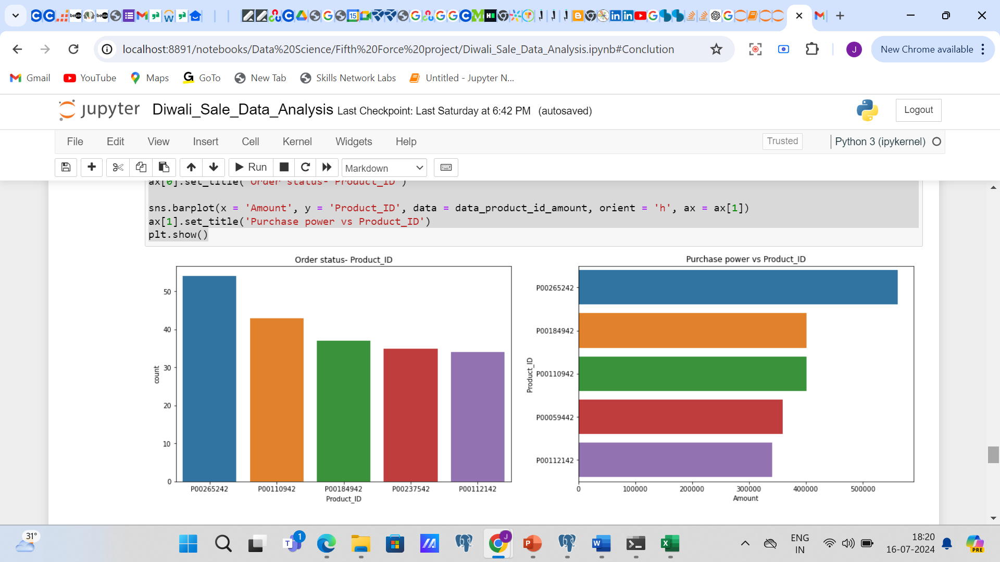 localhost:8891/notebooks/Data%20Science/Fifth%20Force%20project/Diwali_Sale_Data_Analysis.ipynb#Conclution
J
New Chrome available
Gmail
YouTube
Maps
GoTo
New Tab
Skills Network Labs
Untitled - Jupyter N...
jupyter
Diwali_Sale_Data_Analysis Last Checkpoint: Last Saturday at 6:42 PM (autosaved)
Logout
File Edit View Insert Cell Kernel Widgets Help
Trusted
Python 3 (ipykernel)
Run
Markdown
ax[0].set_title('Order status- Product_ID')
sns.barplot(x = 'Amount', y = 'Product_ID', data = data_product_id_amount, orient = 'h', ax = ax[1])
ax[1].set_title('Purchase power vs Product_ID')
plt.show()
Order status- Product_ID
50
40
30
20
10
0
count
P00265242 P00110942 P00184942 P00237542 P00112142
Product_ID
Purchase power vs Product_ID
P00265242
P00184942
P00110942
P00059442
P00112142
Product_ID
0 100000 200000 300000 400000 500000
Amount
31°
1
J
ENG
IN
18:20
16-07-2024
PRE